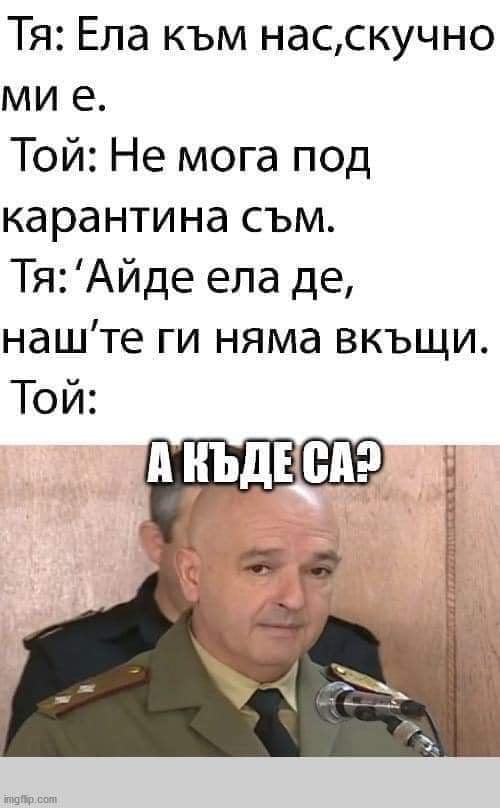 Тя: Ела към нас,скучно
ми е.
Той: Не мога под
карантина съм.
Тя: 'Айде ела де,
наш'те ги няма вкъщи.
Той:
А КЪДЕ СА?
imgflip.com